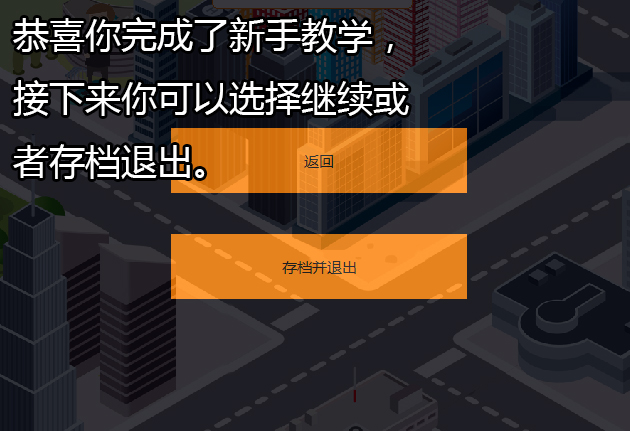 恭喜你完成了新手教学，
接下来你可以选择继续或
者存档退出。
返回
存档并退出